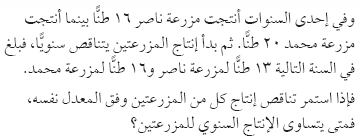 وفي إحدى السنوات أنتجت مزرعة ناصر ١٦ طنًّا بينما أنتجت
مزرعة محمد ٢٠ طنًّا. ثم بدأ إنتاج المزرعتين يتناقص سنويًّا، فبلغ
في السنة التالية ١٣ طنًّا لمزرعة ناصر و١٦ طنًّا لمزرعة محمد.
فإذا استمر تناقص إنتاج كل من المزرعتين وفق المعدل نفسه،
فمتى يتساوى الإنتاج السنوي للمزرعتين؟